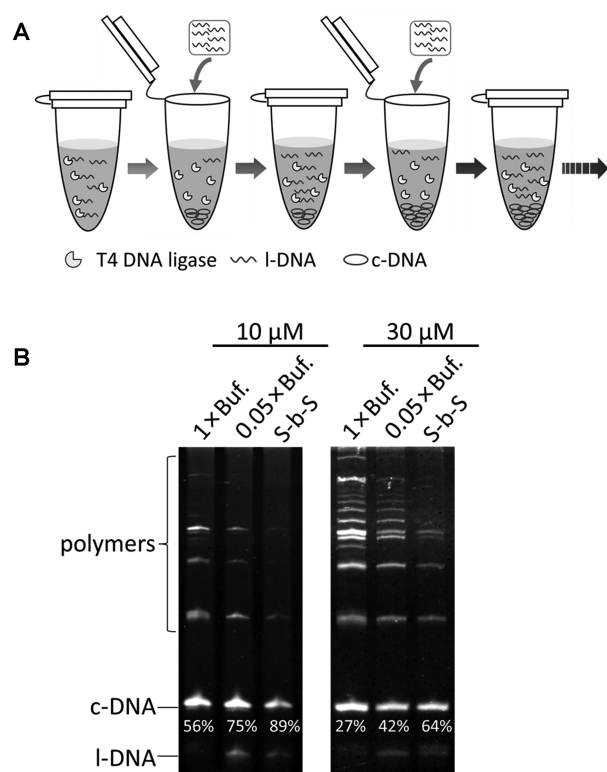 A
T4 DNA ligase l-DNA c-DNA
B
10 μM 30 μM
1×Buf. 0.05×Buf. S-b-S 1×Buf. 0.05×Buf. S-b-S
polymers
c-DNA
56% 75% 89% 27% 42% 64%
l-DNA